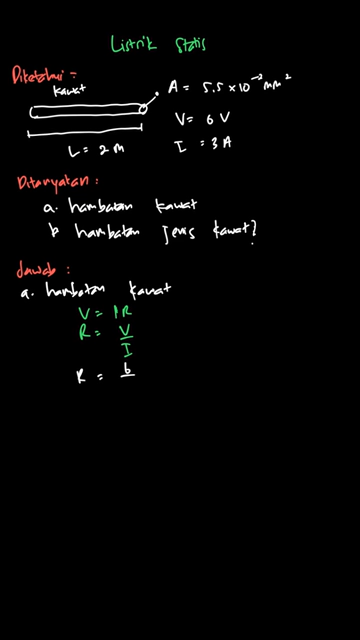 Listrik Statis
Diketahui :
kawat
A = 5.5 x 10⁻² mm²
V = 6 V
L = 2 m
I = 3 A
Ditanyakan :
a. hambatan kawat
b hambatan jenis kawat?
Jawab :
a. hambatan kawat
V = IR
R = V/I
R = 6